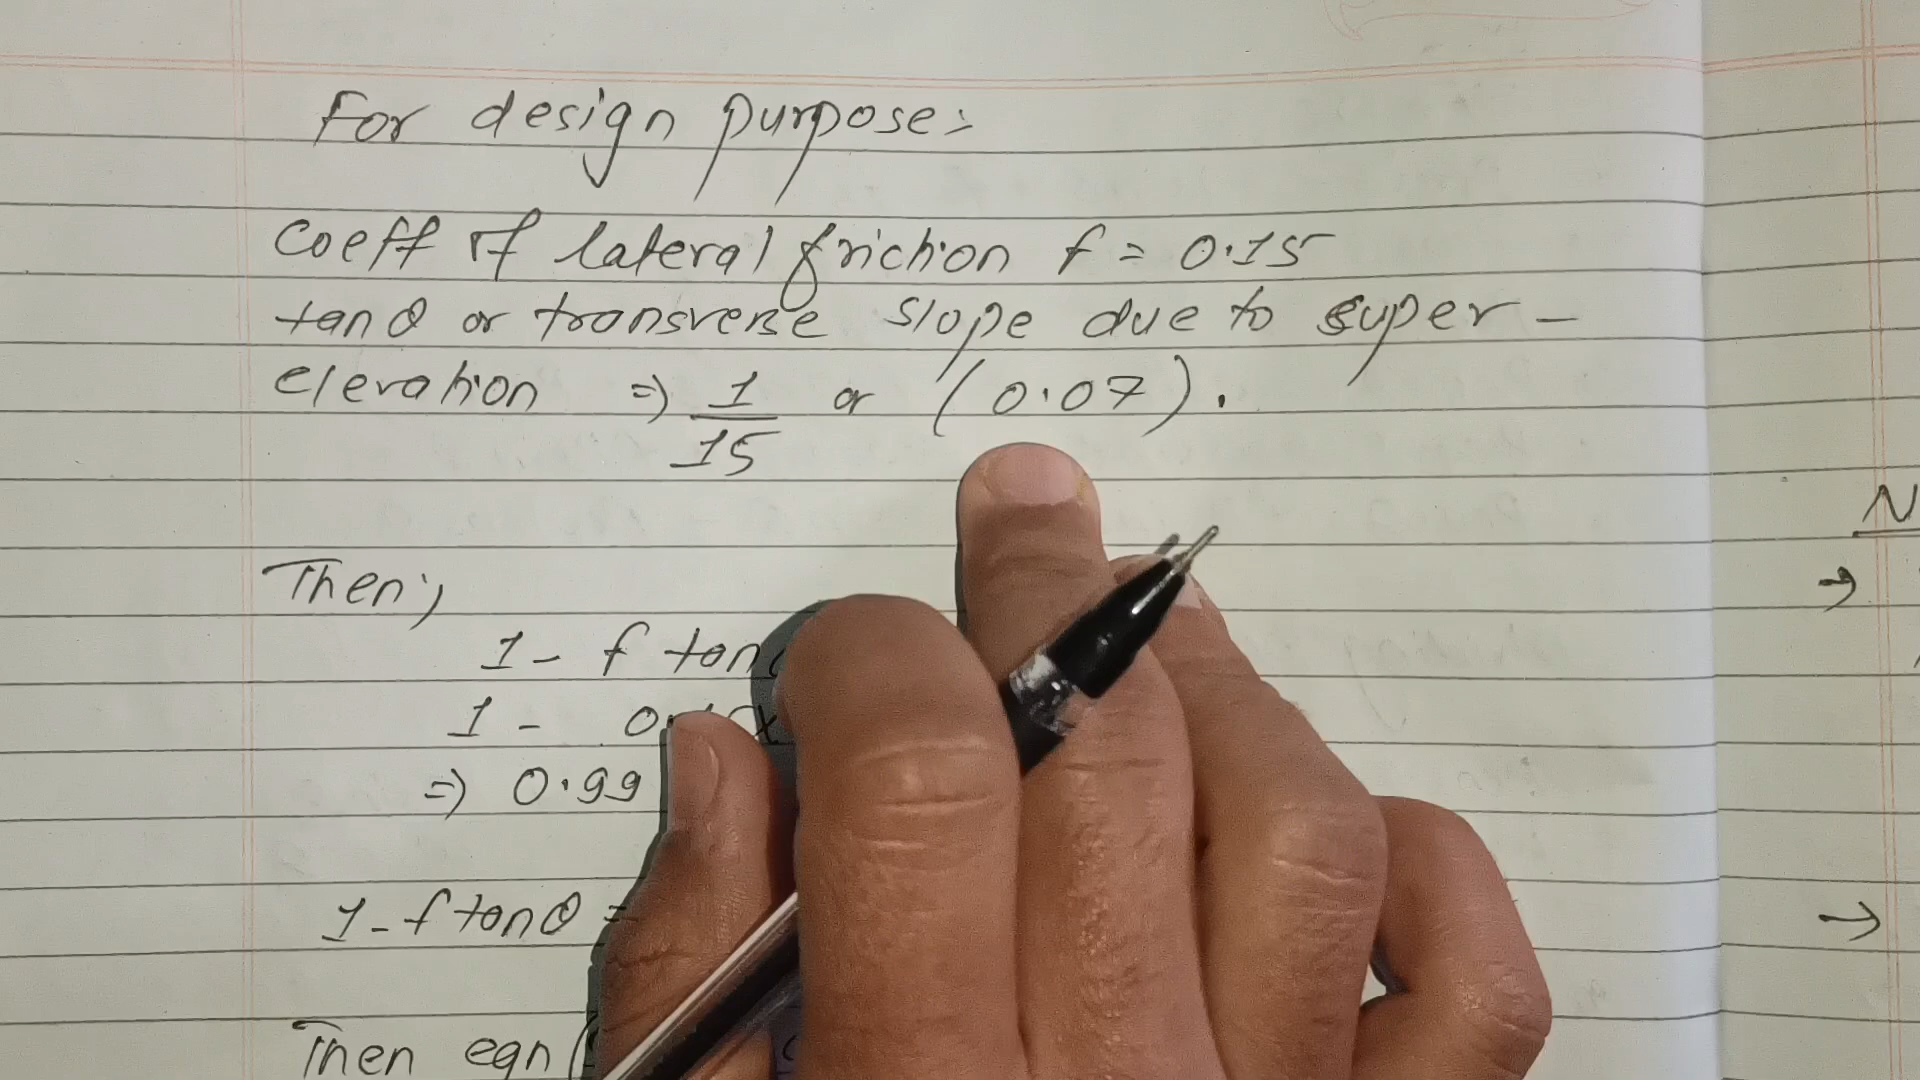 For design purpose:-
coeff of lateral friction f = 0.15
tanθ or transverse slope due to super-
elevation => 1/15 or (0.07).
Then;
1 - f tan
1 -
=> 0.99
1 - f tanθ =
Then eqn
N
→
→